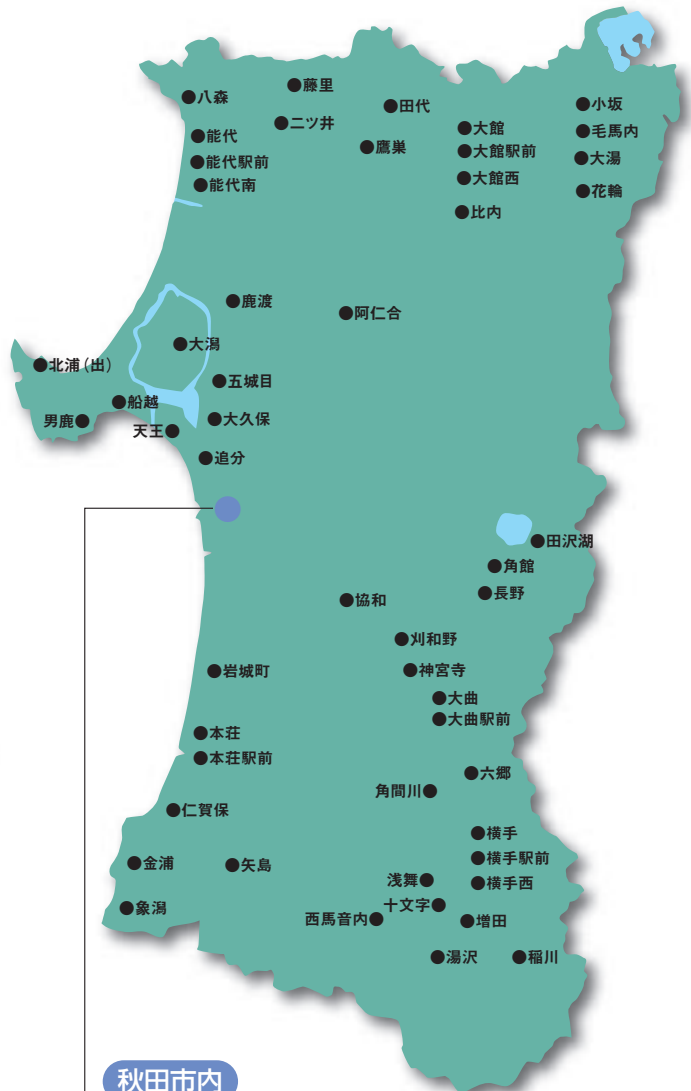 藤里
八森
田代
小坂
二ツ井
大館
毛馬内
能代
鷹巣
大館駅前
大湯
能代駅前
大館西
能代南
花輪
比内
鹿渡
阿仁合
大潟
北浦（出）
五城目
船越
男鹿
大久保
天王
追分
田沢湖
角館
長野
協和
刈和野
神宮寺
岩城町
大曲
大曲駅前
本荘
本荘駅前
六郷
角間川
仁賀保
横手
横手駅前
金浦
矢島
浅舞
横手西
十文字
象潟
西馬音内
増田
湯沢
稲川
秋田市内